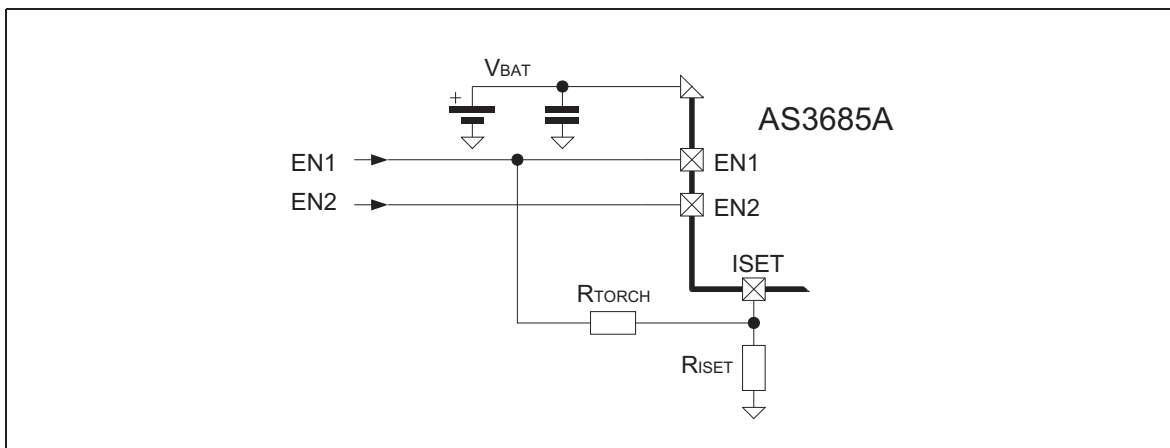 VBAT
+
AS3685A
EN1
EN1
EN2
EN2
ISET
RTORCH
RISET